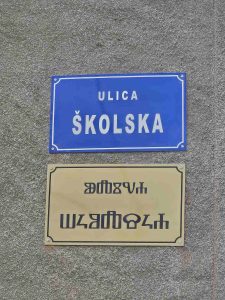 ULICA
ŠKOLSKA
ⰖⰎⰋⰜⰀ
ⰞⰍⰑⰎⰔⰍⰀ